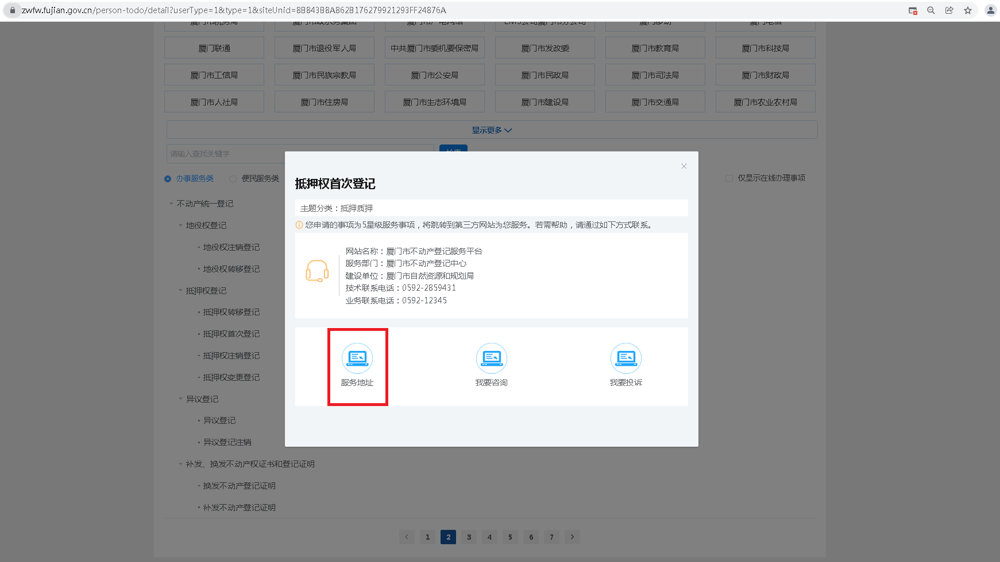 zwfw.fujian.gov.cn/person-todo/detail?userType=1&type=1&siteUnid=8B843B8A862B176279921293FF24876A
厦门联通 厦门市退役军人局 中共厦门市委机要保密局 厦门市发改委 厦门市教育局 厦门市科技局
厦门市工信局 厦门市民族宗教局 厦门市公安局 厦门市民政局 厦门市司法局 厦门市财政局
厦门市人社局 厦门市住房局 厦门市生态环境局 厦门市建设局 厦门市交通局 厦门市农业农村局
显示更多
请输入查找关键字
办事服务类 便民服务类 仅显示在线办理事项
不动产统一登记
地役权登记
地役权注销登记
地役权转移登记
抵押权登记
抵押权转移登记
抵押权首次登记
抵押权注销登记
抵押权变更登记
异议登记
异议登记
异议登记注销
补发、换发不动产权证书和登记证明
换发不动产登记证明
补发不动产登记证明
抵押权首次登记
主题分类：抵押质押
您申请的事项为5星级服务事项，将跳转到第三方网站为您服务。若需帮助，请通过如下方式联系。
网站名称：厦门市不动产登记服务平台
服务部门：厦门市不动产登记中心
建设单位：厦门市自然资源和规划局
技术联系电话：0592-2859431
业务联系电话：0592-12345
服务地址 我要咨询 我要投诉
1 2 3 4 5 6 7